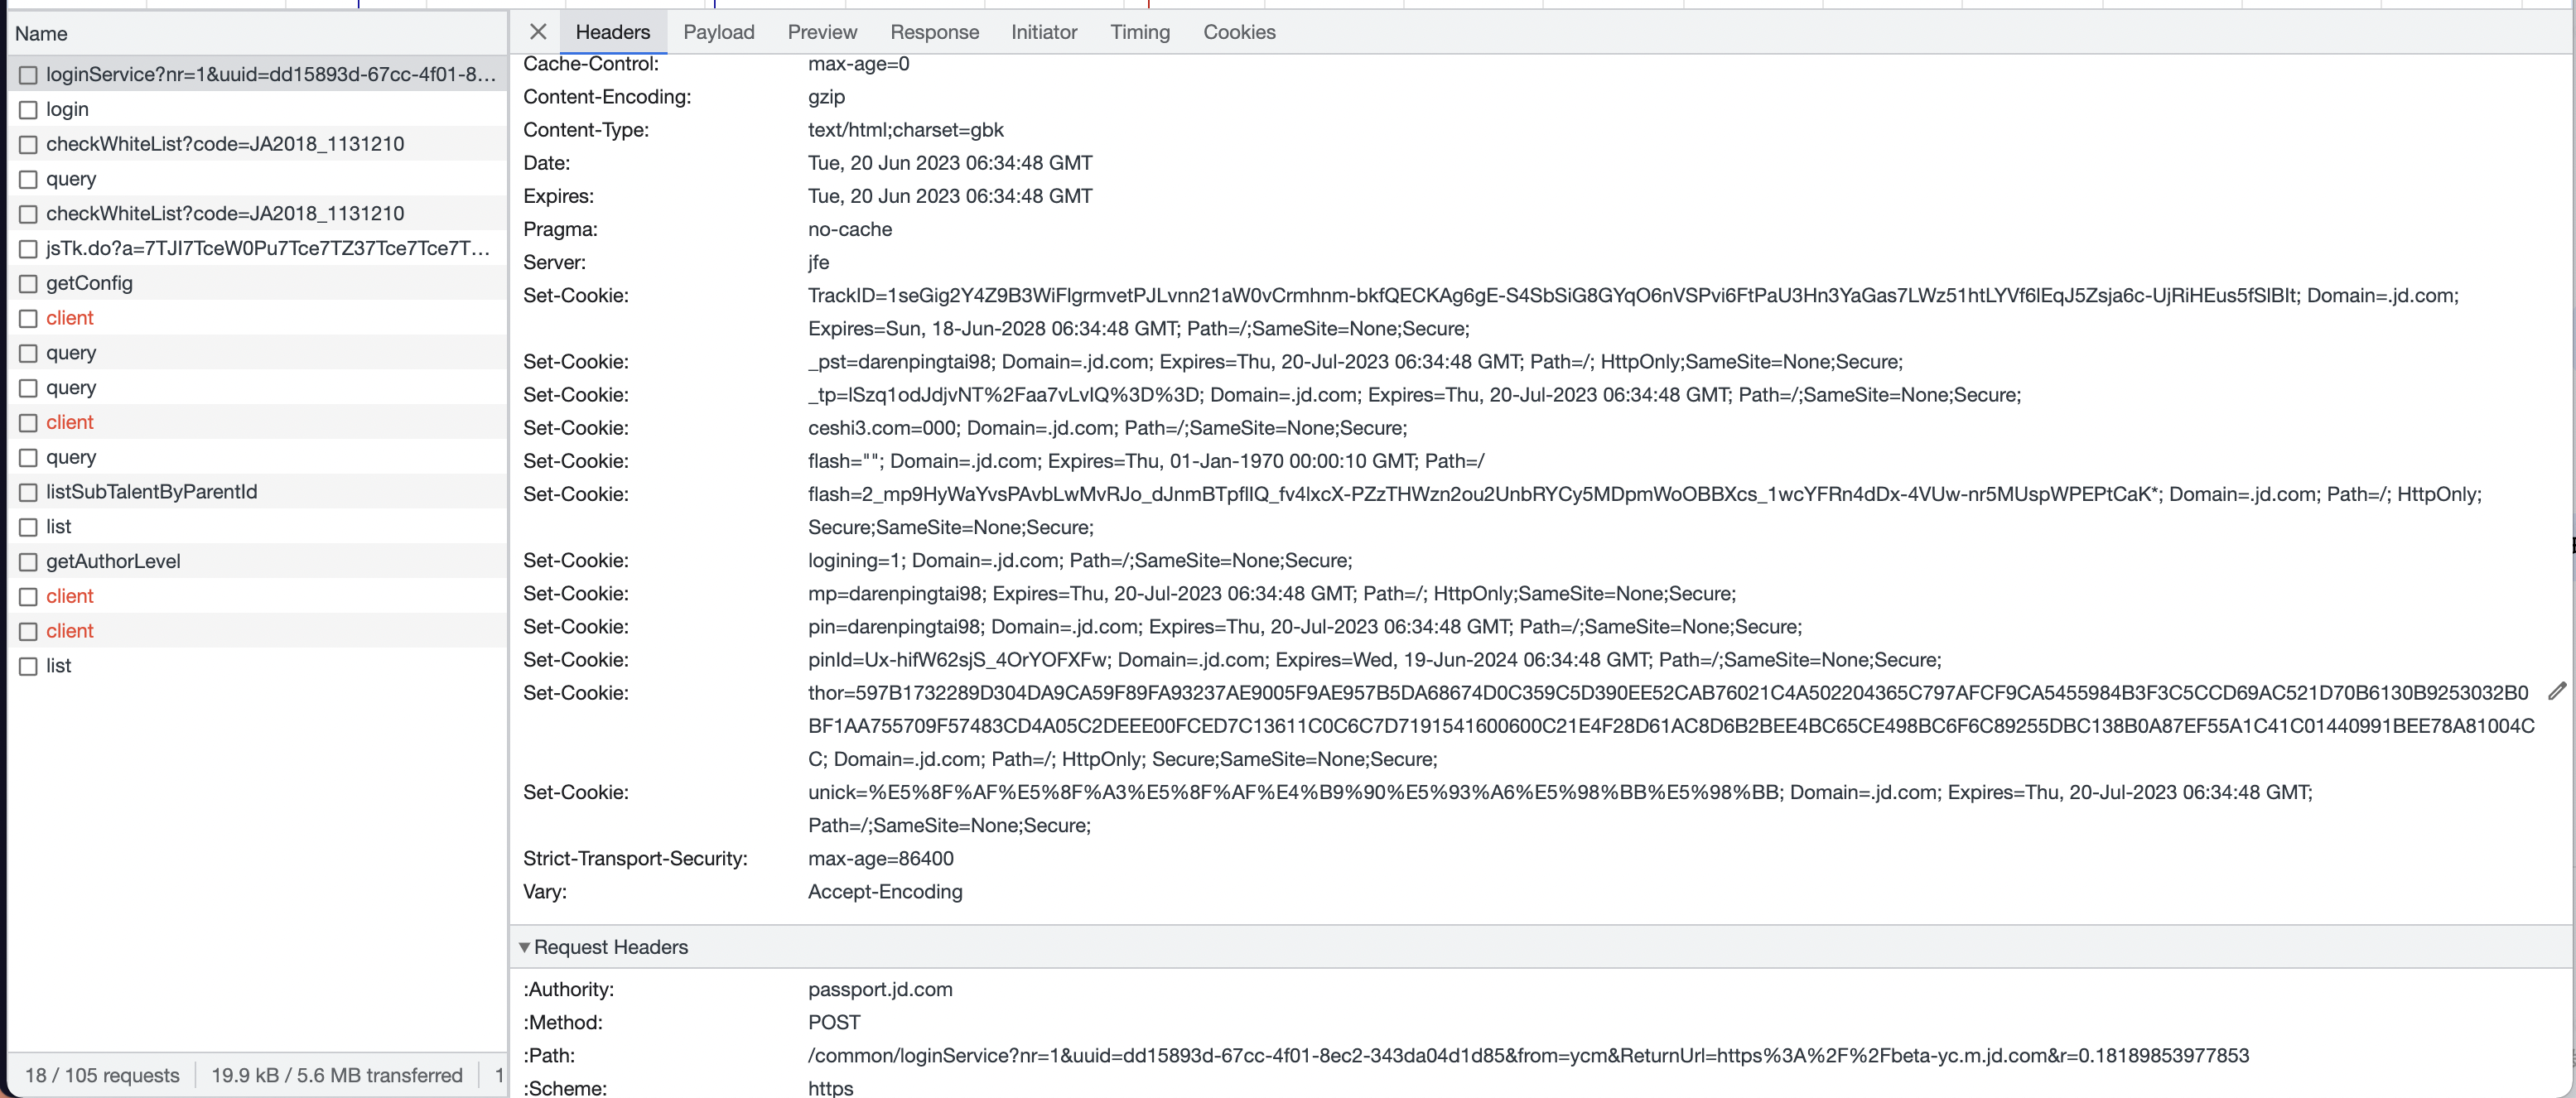 Name
loginService?nr=1&uuid=dd15893d-67cc-4f01-8...
login
checkWhiteList?code=JA2018_1131210
query
checkWhiteList?code=JA2018_1131210
jsTk.do?a=7TJI7TceW0Pu7Tce7TZ37Tce7Tce7T...
getConfig
client
query
query
client
query
listSubTalentByParentId
list
getAuthorLevel
client
client
list
18 / 105 requests 19.9 kB / 5.6 MB transferred 1
Headers Payload Preview Response Initiator Timing Cookies
Cache-Control: max-age=0
Content-Encoding: gzip
Content-Type: text/html;charset=gbk
Date: Tue, 20 Jun 2023 06:34:48 GMT
Expires: Tue, 20 Jun 2023 06:34:48 GMT
Pragma: no-cache
Server: jfe
Set-Cookie: TrackID=1seGig2Y4Z9B3WiFlgrmvetPJLvnn21aW0vCrmhnm-bkfQECKAg6gE-S4SbSiG8GYqO6nVSPvi6FtPaU3Hn3YaGas7LWz51htLYVf6lEqJ5Zsja6c-UjRiHEus5fSlBIt; Domain=.jd.com;
Expires=Sun, 18-Jun-2028 06:34:48 GMT; Path=/;SameSite=None;Secure;
Set-Cookie: _pst=darenpingtai98; Domain=.jd.com; Expires=Thu, 20-Jul-2023 06:34:48 GMT; Path=/; HttpOnly;SameSite=None;Secure;
Set-Cookie: _tp=lSzq1odJdjvNT%2Faa7vLvlQ%3D%3D; Domain=.jd.com; Expires=Thu, 20-Jul-2023 06:34:48 GMT; Path=/;SameSite=None;Secure;
Set-Cookie: ceshi3.com=000; Domain=.jd.com; Path=/;SameSite=None;Secure;
Set-Cookie: flash=""; Domain=.jd.com; Expires=Thu, 01-Jan-1970 00:00:10 GMT; Path=/
Set-Cookie: flash=2_mp9HyWaYvsPAvbLwMvRJo_dJnmBTpfllQ_fv4lxcX-PZzTHWzn2ou2UnbRYCy5MDpmWoOBBXcs_1wcYFRn4dDx-4VUw-nr5MUspWPEPtCaK*; Domain=.jd.com; Path=/; HttpOnly;
Secure;SameSite=None;Secure;
Set-Cookie: logining=1; Domain=.jd.com; Path=/;SameSite=None;Secure;
Set-Cookie: mp=darenpingtai98; Expires=Thu, 20-Jul-2023 06:34:48 GMT; Path=/; HttpOnly;SameSite=None;Secure;
Set-Cookie: pin=darenpingtai98; Domain=.jd.com; Expires=Thu, 20-Jul-2023 06:34:48 GMT; Path=/;SameSite=None;Secure;
Set-Cookie: pinId=Ux-hifW62sjS_4OrYOFXFw; Domain=.jd.com; Expires=Wed, 19-Jun-2024 06:34:48 GMT; Path=/;SameSite=None;Secure;
Set-Cookie: thor=597B1732289D304DA9CA59F89FA93237AE9005F9AE957B5DA68674D0C359C5D390EE52CAB76021C4A502204365C797AFCF9CA5455984B3F3C5CCD69AC521D70B6130B9253032B0
BF1AA755709F57483CD4A05C2DEEE00FCED7C13611C0C6C7D7191541600600C21E4F28D61AC8D6B2BEE4BC65CE498BC6F6C89255DBC138B0A87EF55A1C41C01440991BEE78A81004C
C; Domain=.jd.com; Path=/; HttpOnly; Secure;SameSite=None;Secure;
Set-Cookie: unick=%E5%8F%AF%E5%8F%A3%E5%8F%AF%E4%B9%90%E5%93%A6%E5%98%BB%E5%98%BB; Domain=.jd.com; Expires=Thu, 20-Jul-2023 06:34:48 GMT;
Path=/;SameSite=None;Secure;
Strict-Transport-Security: max-age=86400
Vary: Accept-Encoding
Request Headers
:Authority: passport.jd.com
:Method: POST
:Path: /common/loginService?nr=1&uuid=dd15893d-67cc-4f01-8ec2-343da04d1d85&from=ycm&ReturnUrl=https%3A%2F%2Fbeta-yc.m.jd.com&r=0.18189853977853
:Scheme: https